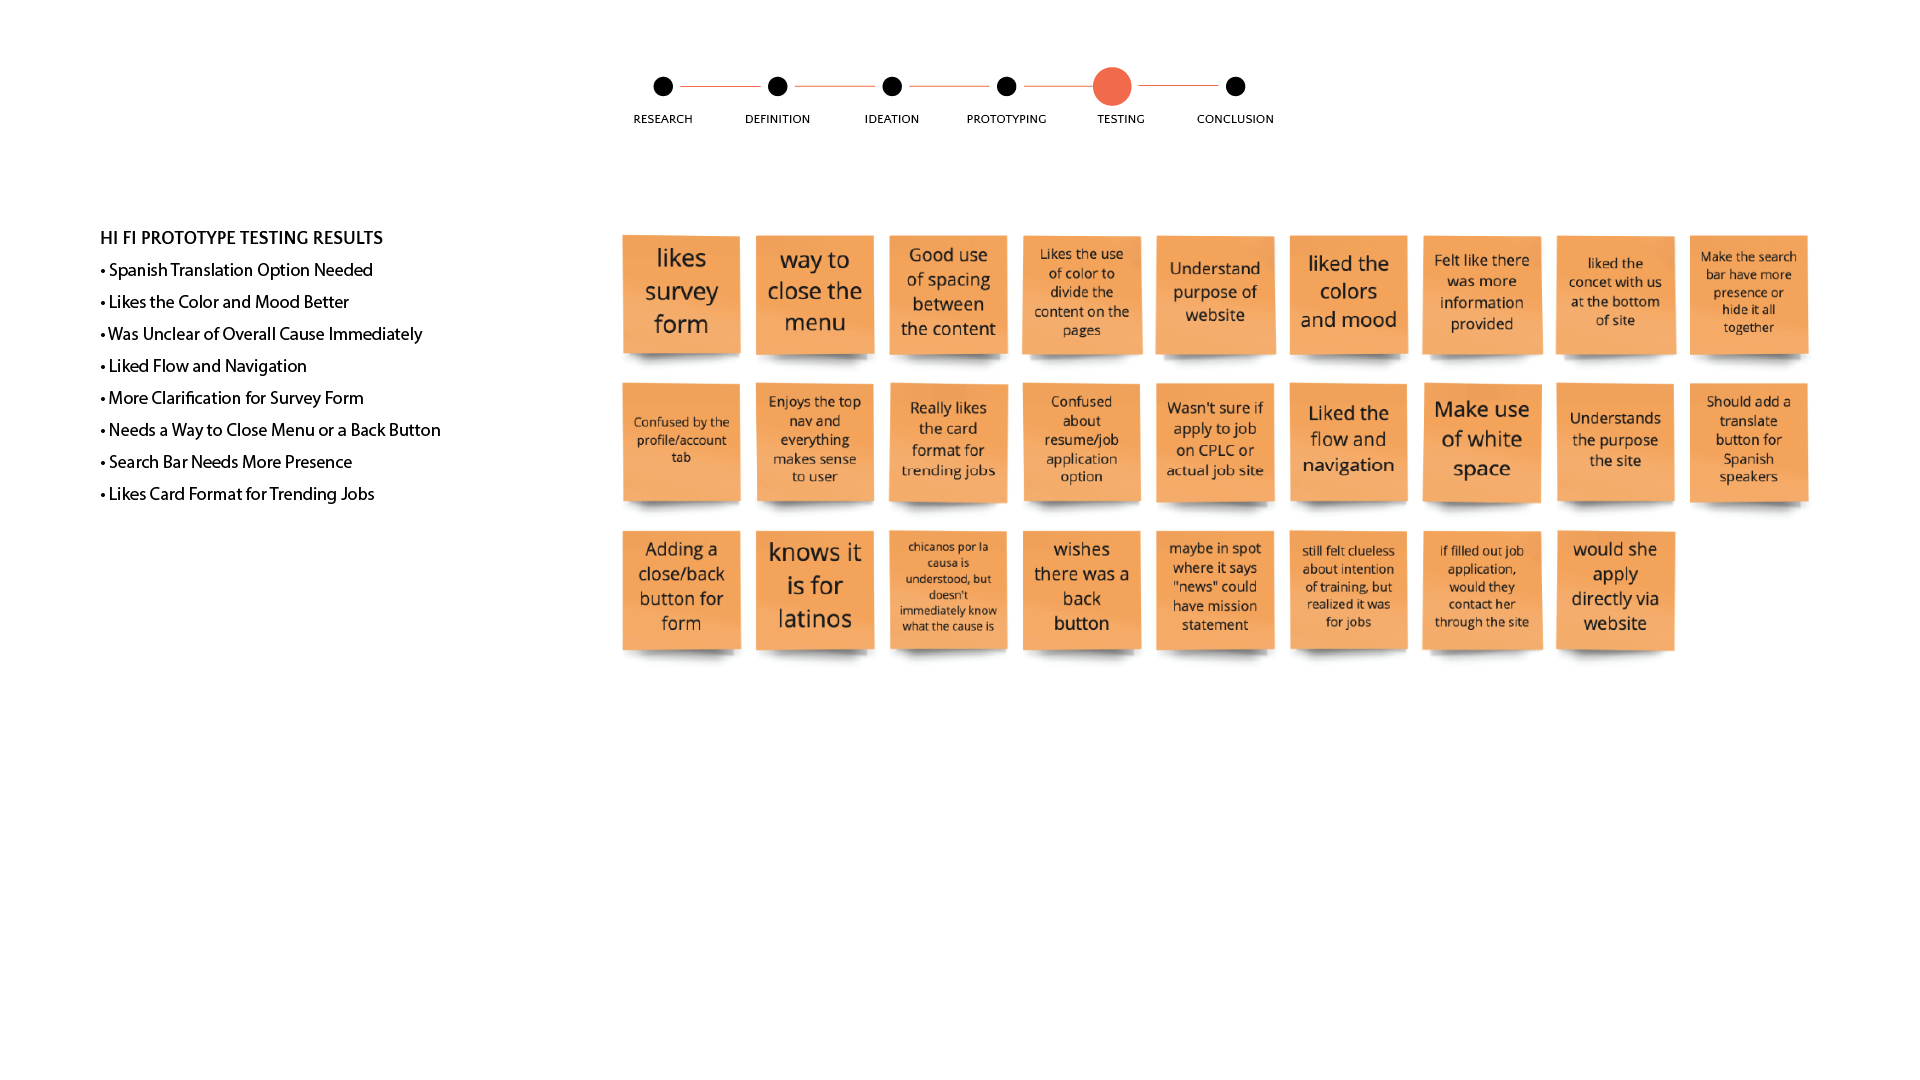 RESEARCH
DEFINITION
IDEATION
PROTOTYPING
TESTING
CONCLUSION
HI FI PROTOTYPE TESTING RESULTS
• Spanish Translation Option Needed
• Likes the Color and Mood Better
• Was Unclear of Overall Cause Immediately
• Liked Flow and Navigation
• More Clarification for Survey Form
• Needs a Way to Close Menu or a Back Button
• Search Bar Needs More Presence
• Likes Card Format for Trending Jobs
likes
survey
form
way to
close the
menu
Good use
of spacing
between
the content
Likes the use
of color to
divide the
content on the
pages
Understand
purpose of
website
liked the
colors
and mood
Felt like there
was more
information
provided
liked the
concet with us
at the bottom
of site
Make the search
bar have more
presence or
hide it all
together
Confused by the
profile/account
tab
Enjoys the top
nav and
everything
makes sense
to user
Really likes
the card
format for
trending jobs
Confused
about
resume/job
application
option
Wasn't sure if
apply to job
on CPLC or
actual job site
Liked the
flow and
navigation
Make use
of white
space
Understands
the purpose
the site
Should add a
translate
button for
Spanish
speakers
Adding a
close/back
button for
form
knows it
is for
latinos
chicanos por la
causa is
understood, but
doesn't
immediately know
what the cause is
wishes
there was a
back
button
maybe in spot
where it says
"news" could
have mission
statement
still felt clueless
about intention
of training, but
realized it was
for jobs
if filled out job
application,
would they
contact her
through the site
would she
apply
directly via
website